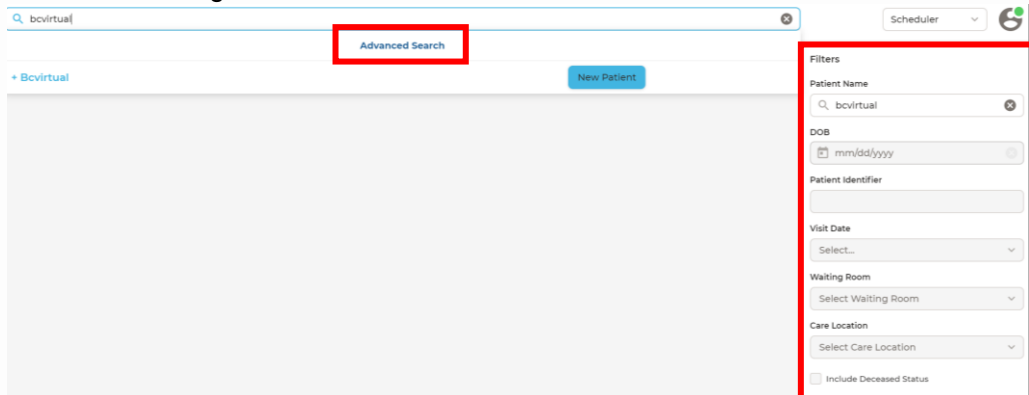 bcvirtual
Scheduler
Advanced Search
+ Bcvirtual
New Patient
Filters
Patient Name
bcvirtual
DOB
mm/dd/yyyy
Patient Identifier
Visit Date
Select...
Waiting Room
Select Waiting Room
Care Location
Select Care Location
Include Deceased Status